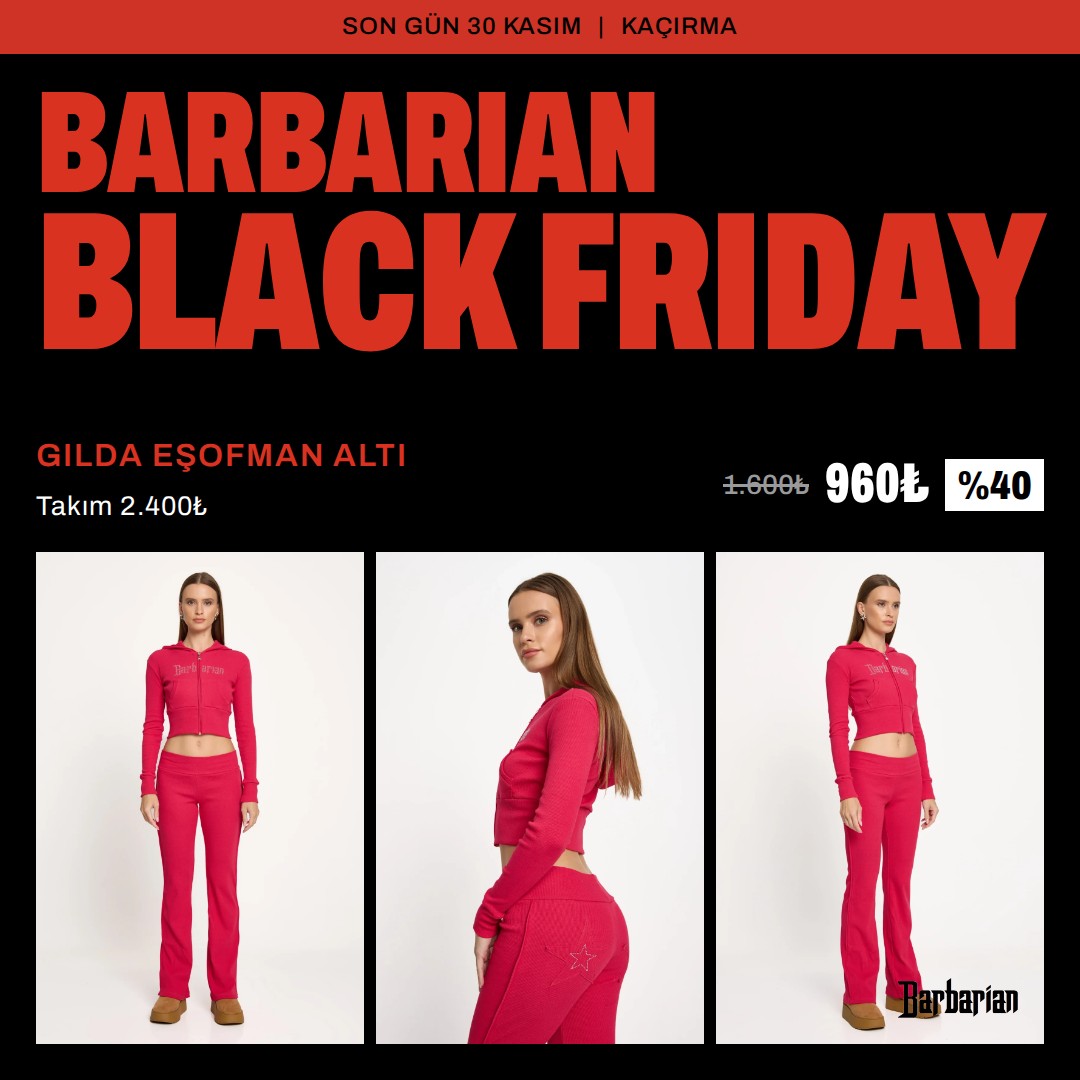 SON GÜN 30 KASIM | KAÇIRMA
BARBARIAN
BLACK FRIDAY
GILDA EŞOFMAN ALTI
Takım 2.400₺
1.600₺ 960₺ %40
Barbarian
Barbarian
Barbarian